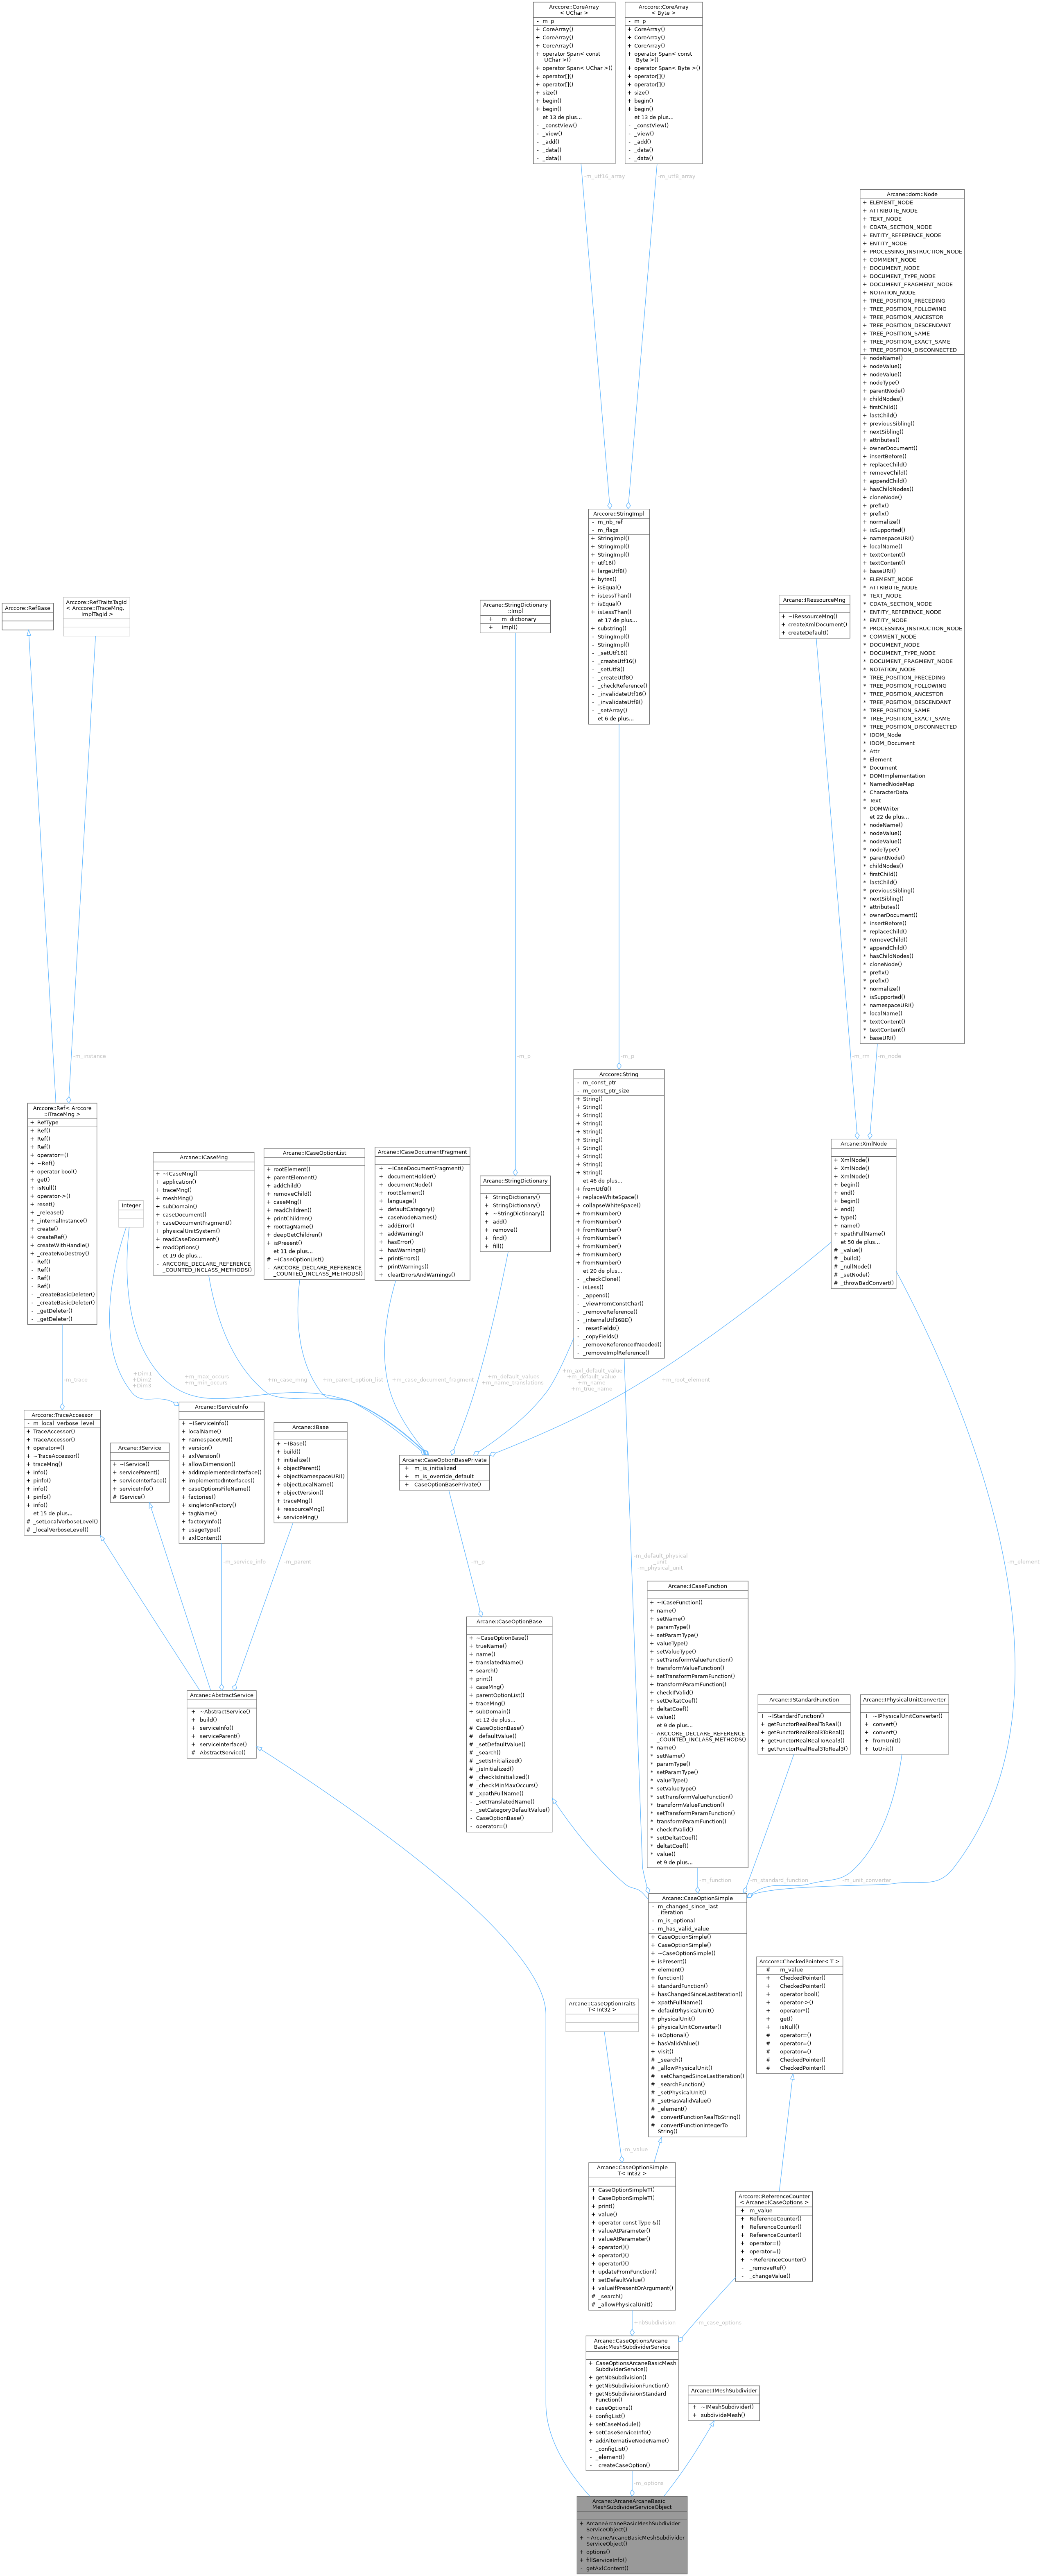 Arccore::CoreArray
< UChar >
- m_p
+ CoreArray()
+ CoreArray()
+ CoreArray()
+ operator Span< const
UChar >()
+ operator Span< UChar >()
+ operator[]()
+ operator[]()
+ size()
+ begin()
+ begin()
et 13 de plus...
- _constView()
- _view()
- _add()
- _data()
- _data()
Arccore::CoreArray
< Byte >
- m_p
+ CoreArray()
+ CoreArray()
+ CoreArray()
+ operator Span< const
Byte >()
+ operator Span< Byte >()
+ operator[]()
+ operator[]()
+ size()
+ begin()
+ begin()
et 13 de plus...
- _constView()
- _view()
- _add()
- _data()
- _data()
-m_utf16_array
-m_utf8_array
Arcane::dom::Node
+ ELEMENT_NODE
+ ATTRIBUTE_NODE
+ TEXT_NODE
+ CDATA_SECTION_NODE
+ ENTITY_REFERENCE_NODE
+ ENTITY_NODE
+ PROCESSING_INSTRUCTION_NODE
+ COMMENT_NODE
+ DOCUMENT_NODE
+ DOCUMENT_TYPE_NODE
+ DOCUMENT_FRAGMENT_NODE
+ NOTATION_NODE
+ TREE_POSITION_PRECEDING
+ TREE_POSITION_FOLLOWING
+ TREE_POSITION_ANCESTOR
+ TREE_POSITION_DESCENDANT
+ TREE_POSITION_SAME
+ TREE_POSITION_EXACT_SAME
+ TREE_POSITION_DISCONNECTED
+ nodeName()
+ nodeValue()
+ nodeValue()
+ nodeType()
+ parentNode()
+ childNodes()
+ firstChild()
+ lastChild()
+ previousSibling()
+ nextSibling()
+ attributes()
+ ownerDocument()
+ insertBefore()
+ replaceChild()
+ removeChild()
+ appendChild()
+ hasChildNodes()
+ cloneNode()
+ prefix()
+ prefix()
+ normalize()
+ isSupported()
+ namespaceURI()
+ localName()
+ textContent()
+ textContent()
+ baseURI()
* ELEMENT_NODE
* ATTRIBUTE_NODE
* TEXT_NODE
* CDATA_SECTION_NODE
* ENTITY_REFERENCE_NODE
* ENTITY_NODE
* PROCESSING_INSTRUCTION_NODE
* COMMENT_NODE
* DOCUMENT_NODE
* DOCUMENT_TYPE_NODE
* DOCUMENT_FRAGMENT_NODE
* NOTATION_NODE
* TREE_POSITION_PRECEDING
* TREE_POSITION_FOLLOWING
* TREE_POSITION_ANCESTOR
* TREE_POSITION_DESCENDANT
* TREE_POSITION_SAME
* TREE_POSITION_EXACT_SAME
* TREE_POSITION_DISCONNECTED
* IDOM_Node
* IDOM_Document
* Attr
* Element
* Document
* DOMImplementation
* NamedNodeMap
* CharacterData
* Text
* DOMWriter
et 22 de plus...
* nodeName()
* nodeValue()
* nodeValue()
* nodeType()
* parentNode()
* childNodes()
* firstChild()
* lastChild()
* previousSibling()
* nextSibling()
* attributes()
* ownerDocument()
* insertBefore()
* replaceChild()
* removeChild()
* appendChild()
* hasChildNodes()
* cloneNode()
* prefix()
* prefix()
* normalize()
* isSupported()
* namespaceURI()
* localName()
* textContent()
* textContent()
* baseURI()
Arccore::StringImpl
- m_nb_ref
- m_flags
+ StringImpl()
+ StringImpl()
+ StringImpl()
+ utf16()
+ largeUtf8()
+ bytes()
+ isEqual()
+ isLessThan()
+ isEqual()
+ isLessThan()
et 17 de plus...
+ substring()
- StringImpl()
- StringImpl()
- _setUtf16()
- _createUtf16()
- _setUtf8()
- _createUtf8()
- _checkReference()
- _invalidateUtf16()
- _invalidateUtf8()
- _setArray()
et 6 de plus...
Arccore::RefBase
Arccore::RefTraitsTagId
< Arccore::ITraceMng,
ImplTagId >
Arcane::StringDictionary
::Impl
+ m_dictionary
+ Impl()
Arcane::IRessourceMng
+ ~IRessourceMng()
+ createXmlDocument()
+ createDefault()
-m_instance
-m_p
-m_p
-m_rm
-m_node
Arccore::Ref< Arccore
::ITraceMng >
+ RefType
+ Ref()
+ Ref()
+ Ref()
+ operator=()
+ ~Ref()
+ operator bool()
+ get()
+ isNull()
+ operator->()
+ reset()
+ _release()
+ _internalInstance()
+ create()
+ createRef()
+ createWithHandle()
+ _createNoDestroy()
- Ref()
- Ref()
- Ref()
- Ref()
- _createBasicDeleter()
- _createBasicDeleter()
- _getDeleter()
- _getDeleter()
Integer
Arcane::ICaseMng
+ ~ICaseMng()
+ application()
+ traceMng()
+ meshMng()
+ subDomain()
+ caseDocument()
+ caseDocumentFragment()
+ physicalUnitSystem()
+ readCaseDocument()
+ readOptions()
et 19 de plus...
- ARCCORE_DECLARE_REFERENCE
_COUNTED_INCLASS_METHODS()
Arcane::ICaseOptionList
+ rootElement()
+ parentElement()
+ addChild()
+ removeChild()
+ caseMng()
+ readChildren()
+ printChildren()
+ rootTagName()
+ deepGetChildren()
+ isPresent()
et 11 de plus...
# ~ICaseOptionList()
- ARCCORE_DECLARE_REFERENCE
_COUNTED_INCLASS_METHODS()
Arcane::ICaseDocumentFragment
+ ~ICaseDocumentFragment()
+ documentHolder()
+ documentNode()
+ rootElement()
+ language()
+ defaultCategory()
+ caseNodeNames()
+ addError()
+ addWarning()
+ hasError()
+ hasWarnings()
+ printErrors()
+ printWarnings()
+ clearErrorsAndWarnings()
Arcane::StringDictionary
+ StringDictionary()
+ StringDictionary()
+ ~StringDictionary()
+ add()
+ remove()
+ find()
+ fill()
Arccore::String
- m_const_ptr
- m_const_ptr_size
+ String()
+ String()
+ String()
+ String()
+ String()
+ String()
+ String()
+ String()
+ String()
+ String()
et 46 de plus...
+ fromUtf8()
+ replaceWhiteSpace()
+ collapseWhiteSpace()
+ fromNumber()
+ fromNumber()
+ fromNumber()
+ fromNumber()
+ fromNumber()
+ fromNumber()
+ fromNumber()
et 20 de plus...
- _checkClone()
- isLess()
- _append()
- _viewFromConstChar()
- _removeReference()
- _internalUtf16BE()
- _resetFields()
- _copyFields()
- _removeReferenceIfNeeded()
- _removeImplReference()
Arcane::XmlNode
+ XmlNode()
+ XmlNode()
+ XmlNode()
+ begin()
+ end()
+ begin()
+ end()
+ type()
+ name()
+ xpathFullName()
et 50 de plus...
# _value()
# _build()
# _nullNode()
# _setNode()
# _throwBadConvert()
-m_trace
+Dim1
+Dim2
+Dim3
+m_max_occurs
+m_min_occurs
+m_case_mng
+m_parent_option_list
+m_case_document_fragment
+m_default_values
+m_name_translations
+m_axl_default_value
+m_default_value
+m_name
+m_true_name
+m_root_element
Arccore::TraceAccessor
- m_local_verbose_level
+ TraceAccessor()
+ TraceAccessor()
+ operator=()
+ ~TraceAccessor()
+ traceMng()
+ info()
+ pinfo()
+ info()
+ pinfo()
+ info()
et 15 de plus...
# _setLocalVerboseLevel()
# _localVerboseLevel()
Arcane::IService
+ ~IService()
+ serviceParent()
+ serviceInterface()
+ serviceInfo()
# IService()
Arcane::IServiceInfo
+ ~IServiceInfo()
+ localName()
+ namespaceURI()
+ version()
+ axlVersion()
+ allowDimension()
+ addImplementedInterface()
+ implementedInterfaces()
+ caseOptionsFileName()
+ factories()
+ singletonFactory()
+ tagName()
+ factoryInfo()
+ usageType()
+ axlContent()
Arcane::IBase
+ ~IBase()
+ build()
+ initialize()
+ objectParent()
+ objectNamespaceURI()
+ objectLocalName()
+ objectVersion()
+ traceMng()
+ ressourceMng()
+ serviceMng()
Arcane::CaseOptionBasePrivate
+ m_is_initialized
+ m_is_override_default
+ CaseOptionBasePrivate()
-m_service_info
-m_parent
-m_p
-m_default_physical
_unit
-m_physical_unit
-m_element
Arcane::ICaseFunction
+ ~ICaseFunction()
+ name()
+ setName()
+ paramType()
+ setParamType()
+ valueType()
+ setValueType()
+ setTransformValueFunction()
+ transformValueFunction()
+ setTransformParamFunction()
+ transformParamFunction()
+ checkIfValid()
+ setDeltatCoef()
+ deltatCoef()
+ value()
et 9 de plus...
- ARCCORE_DECLARE_REFERENCE
_COUNTED_INCLASS_METHODS()
* name()
* setName()
* paramType()
* setParamType()
* valueType()
* setValueType()
* setTransformValueFunction()
* transformValueFunction()
* setTransformParamFunction()
* transformParamFunction()
* checkIfValid()
* setDeltatCoef()
* deltatCoef()
* value()
et 9 de plus...
Arcane::CaseOptionBase
+ ~CaseOptionBase()
+ trueName()
+ name()
+ translatedName()
+ search()
+ print()
+ caseMng()
+ parentOptionList()
+ traceMng()
+ subDomain()
et 12 de plus...
# CaseOptionBase()
# _defaultValue()
# _setDefaultValue()
# _search()
# _setIsInitialized()
# _isInitialized()
# _checkIsInitialized()
# _checkMinMaxOccurs()
# _xpathFullName()
- _setTranslatedName()
- _setCategoryDefaultValue()
- CaseOptionBase()
- operator=()
Arcane::AbstractService
+ ~AbstractService()
+ build()
+ serviceInfo()
+ serviceParent()
+ serviceInterface()
# AbstractService()
Arcane::IStandardFunction
+ ~IStandardFunction()
+ getFunctorRealRealToReal()
+ getFunctorRealReal3ToReal()
+ getFunctorRealRealToReal3()
+ getFunctorRealReal3ToReal3()
Arcane::IPhysicalUnitConverter
+ ~IPhysicalUnitConverter()
+ convert()
+ convert()
+ fromUnit()
+ toUnit()
-m_function
-m_standard_function
-m_unit_converter
Arcane::CaseOptionSimple
- m_changed_since_last
_iteration
- m_is_optional
- m_has_valid_value
+ CaseOptionSimple()
+ CaseOptionSimple()
+ ~CaseOptionSimple()
+ isPresent()
+ element()
+ function()
+ standardFunction()
+ hasChangedSinceLastIteration()
+ xpathFullName()
+ defaultPhysicalUnit()
+ physicalUnit()
+ physicalUnitConverter()
+ isOptional()
+ hasValidValue()
+ visit()
# _search()
# _allowPhysicalUnit()
# _setChangedSinceLastIteration()
# _searchFunction()
# _setPhysicalUnit()
# _setHasValidValue()
# _element()
# _convertFunctionRealToString()
# _convertFunctionIntegerTo
String()
Arccore::CheckedPointer< T >
# m_value
+ CheckedPointer()
+ CheckedPointer()
+ operator bool()
+ operator->()
+ operator*()
+ get()
+ isNull()
# operator=()
# operator=()
# operator=()
# CheckedPointer()
# CheckedPointer()
Arcane::CaseOptionTraits
T< Int32 >
-m_value
Arcane::CaseOptionSimple
T< Int32 >
+ CaseOptionSimpleT()
+ CaseOptionSimpleT()
+ print()
+ value()
+ operator const Type &()
+ valueAtParameter()
+ valueAtParameter()
+ operator()()
+ operator()()
+ operator()()
+ updateFromFunction()
+ setDefaultValue()
+ valueIfPresentOrArgument()
# _search()
# _allowPhysicalUnit()
Arccore::ReferenceCounter
< Arcane::ICaseOptions >
+ m_value
+ ReferenceCounter()
+ ReferenceCounter()
+ ReferenceCounter()
+ operator=()
+ operator=()
+ ~ReferenceCounter()
- _removeRef()
- _changeValue()
+nbSubdivision
-m_case_options
Arcane::CaseOptionsArcane
BasicMeshSubdividerService
+ CaseOptionsArcaneBasicMesh
SubdividerService()
+ getNbSubdivision()
+ getNbSubdivisionFunction()
+ getNbSubdivisionStandard
Function()
+ caseOptions()
+ configList()
+ setCaseModule()
+ setCaseServiceInfo()
+ addAlternativeNodeName()
- _configList()
- _element()
- _createCaseOption()
Arcane::IMeshSubdivider
+ ~IMeshSubdivider()
+ subdivideMesh()
-m_options
Arcane::ArcaneArcaneBasic
MeshSubdividerServiceObject
+ ArcaneArcaneBasicMeshSubdivider
ServiceObject()
+ ~ArcaneArcaneBasicMeshSubdivider
ServiceObject()
+ options()
+ fillServiceInfo()
- getAxlContent()